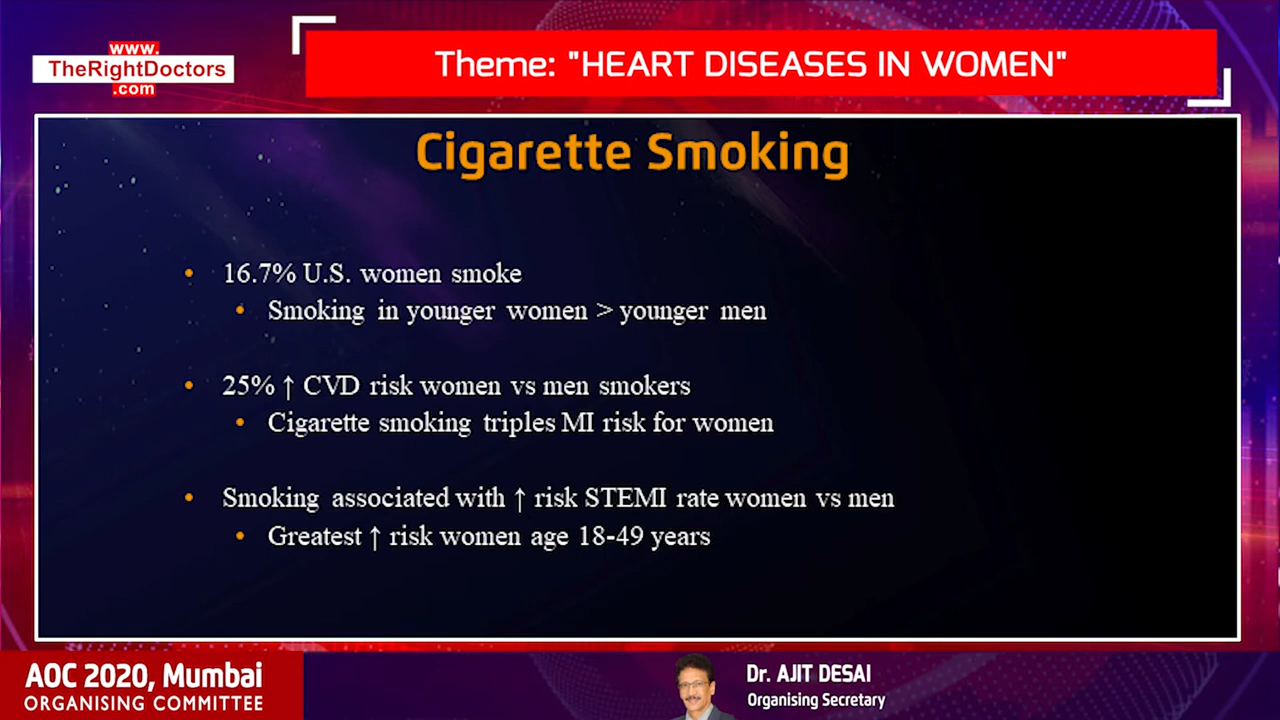 www.
TheRightDoctors
.com
Theme: "HEART DISEASES IN WOMEN"
Cigarette Smoking
• 16.7% U.S. women smoke
• Smoking in younger women > younger men
• 25% ↑ CVD risk women vs men smokers
• Cigarette smoking triples MI risk for women
• Smoking associated with ↑ risk STEMI rate women vs men
• Greatest ↑ risk women age 18-49 years
AOC 2020, Mumbai
ORGANISING COMMITTEE
Dr. AJIT DESAI
Organising Secretary